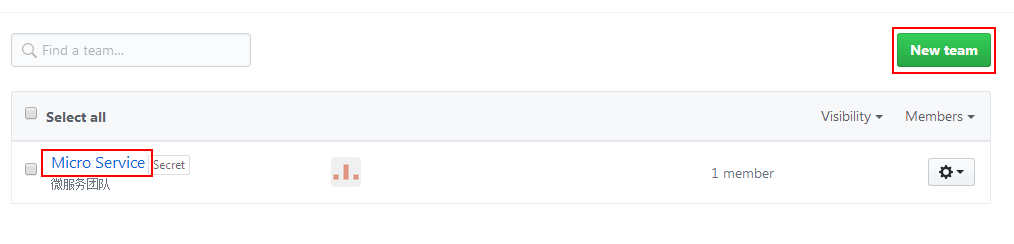 Find a team...
New team
Select all
Visibility
Members
Micro Service
Secret
1 member
微服务团队